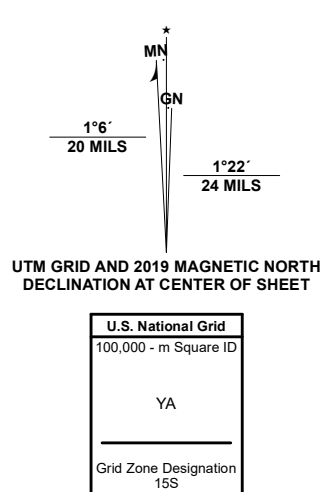 ★
MN
GN
1°6´
20 MILS
1°22´
24 MILS
UTM GRID AND 2019 MAGNETIC NORTH
DECLINATION AT CENTER OF SHEET
U.S. National Grid
100,000 - m Square ID
YA
Grid Zone Designation
15S